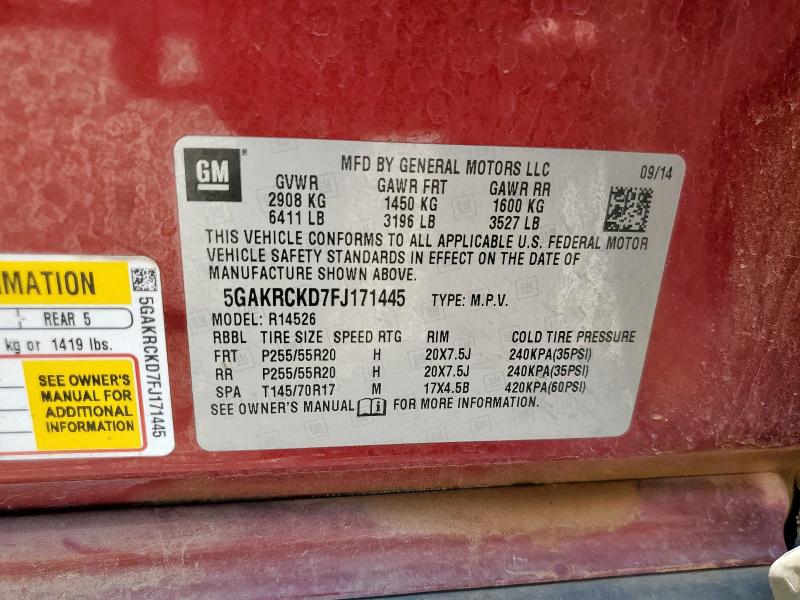 GM
MFD BY GENERAL MOTORS LLC
09/14
GVWR GAWR FRT GAWR RR
2908 KG 1450 KG 1600 KG
6411 LB 3196 LB 3527 LB
THIS VEHICLE CONFORMS TO ALL APPLICABLE U.S. FEDERAL MOTOR
VEHICLE SAFETY STANDARDS IN EFFECT ON THE DATE OF
MANUFACTURE SHOWN ABOVE.
5GAKRCKD7FJ171445 TYPE: M.P.V.
MODEL: R14526
RBBL TIRE SIZE SPEED RTG RIM COLD TIRE PRESSURE
FRT P255/55R20 H 20X7.5J 240KPA(35PSI)
RR P255/55R20 H 20X7.5J 240KPA(35PSI)
SPA T145/70R17 M 17X4.5B 420KPA(60PSI)
SEE OWNER'S MANUAL i FOR MORE INFORMATION.
REAR 5
kg or 1419 lbs.
SEE OWNER'S
MANUAL FOR
ADDITIONAL
INFORMATION
5GAKRCKD7FJ171445